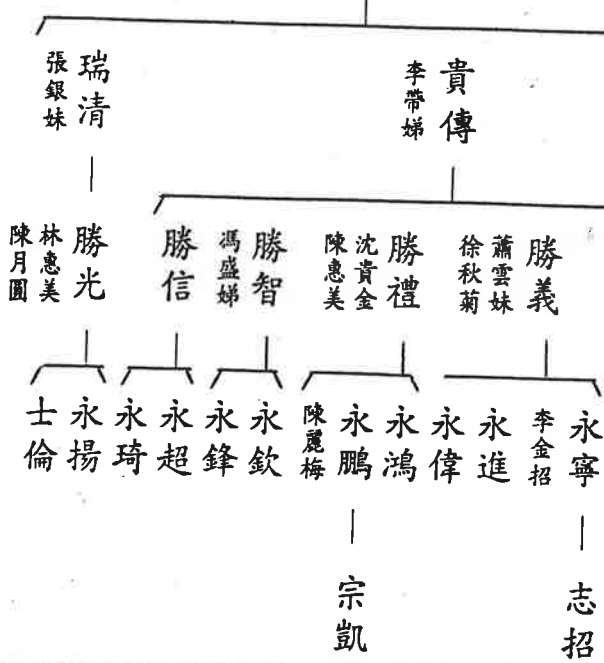 貴傳
李帶娣
瑞清
張銀妹
勝義
蕭雲妹
徐秋菊
勝禮
沈貴金
陳惠美
勝智
馮盛娣
勝信
勝光
林惠美
陳月圓
永寧
李金招
永進
永偉
永鴻
永鵬
陳麗梅
永欽
永鋒
永超
永琦
永揚
士倫
志招
宗凱